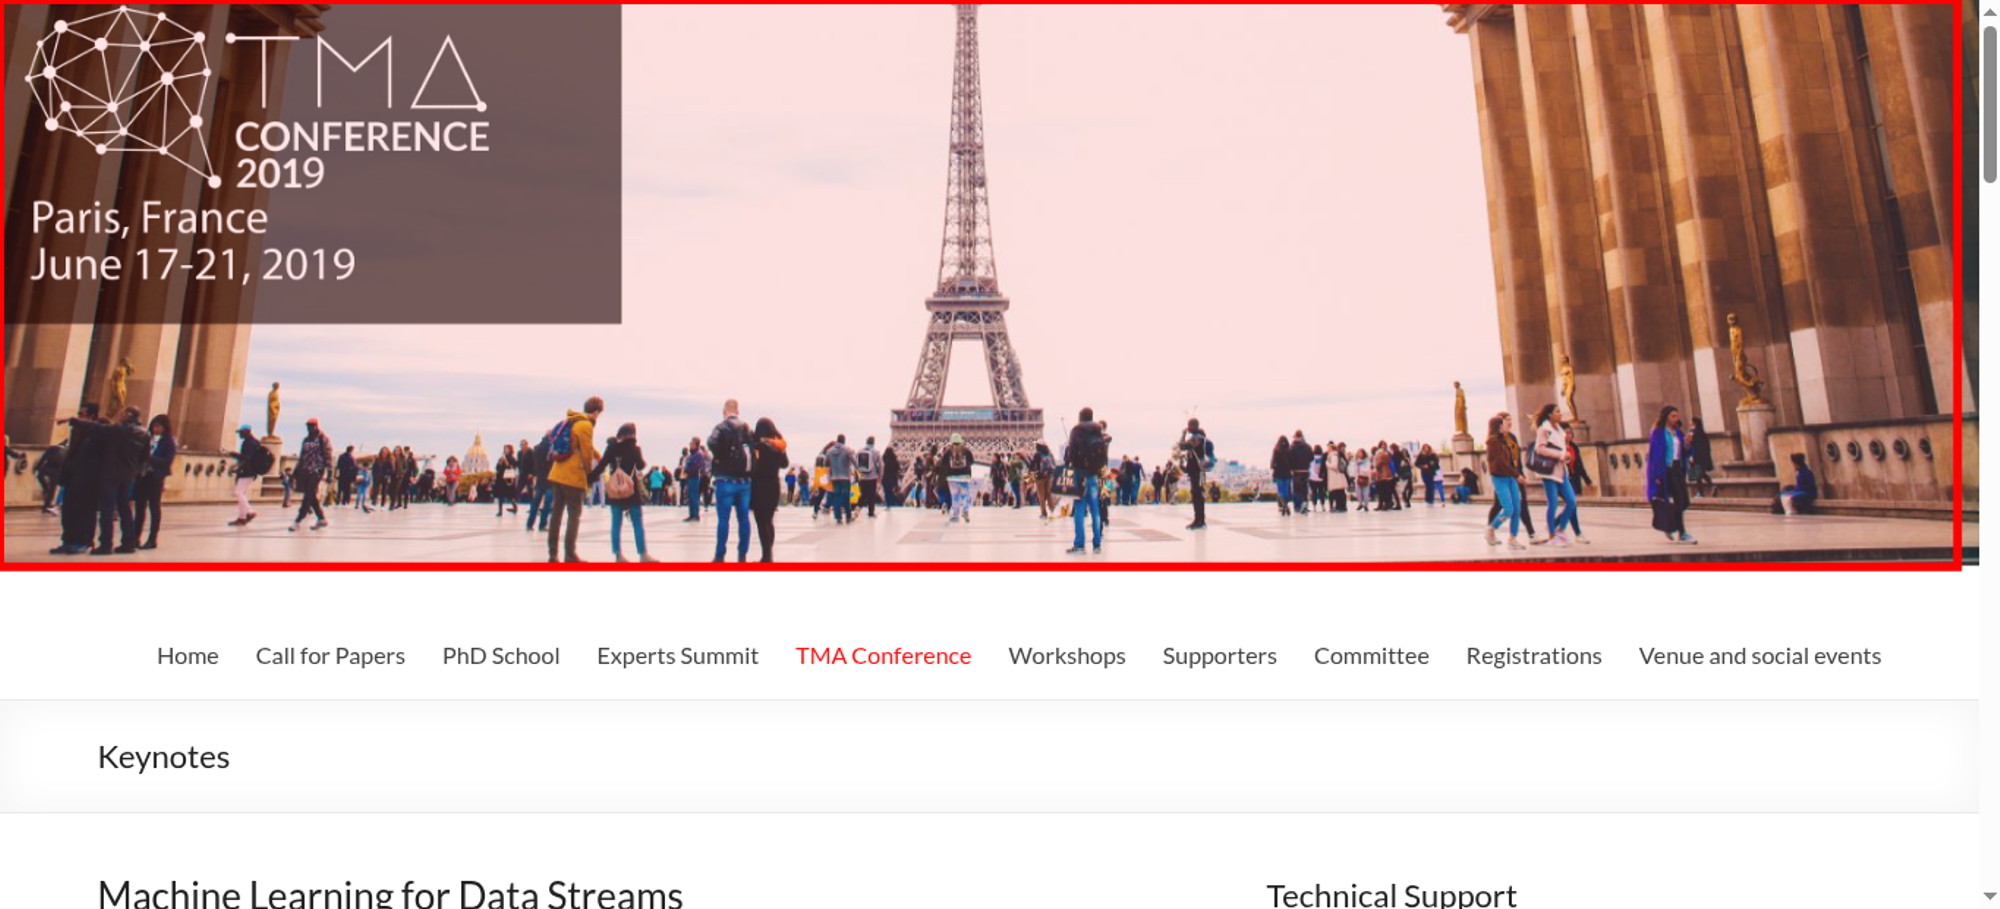 TMA
CONFERENCE
2019
Paris, France
June 17-21, 2019
Home Call for Papers PhD School Experts Summit TMA Conference Workshops Supporters Committee Registrations Venue and social events
Keynotes
Machine Learning for Data Streams
Technical Support